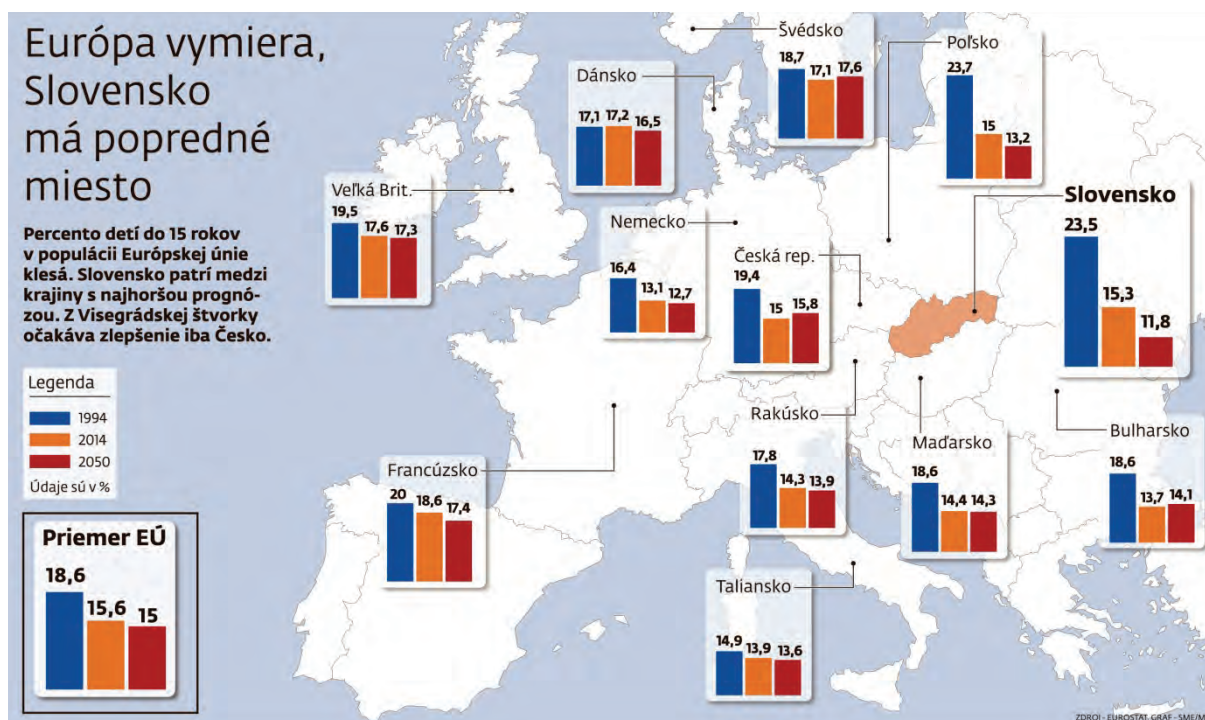 Európa vymiera,
Slovensko
má popredné
miesto
Percento detí do 15 rokov
v populácii Európskej únie
klesá. Slovensko patrí medzi
krajiny s najhoršou prognó-
zou. Z Visegrádskej štvorky
očakáva zlepšenie iba Česko.
Legenda
1994
2014
2050
Údaje sú v %
Priemer EÚ
18,6
15,6
15
Veľká Brit.
19,5
17,6
17,3
Dánsko
17,1
17,2
16,5
Švédsko
18,7
17,1
17,6
Poľsko
23,7
15
13,2
Nemecko
16,4
13,1
12,7
Česká rep.
19,4
15
15,8
Slovensko
23,5
15,3
11,8
Francúzsko
20
18,6
17,4
Rakúsko
17,8
14,3
13,9
Maďarsko
18,6
14,4
14,3
Bulharsko
18,6
13,7
14,1
Taliansko
14,9
13,9
13,6
ZDROJ - EUROSTAT, GRAF - SME/M